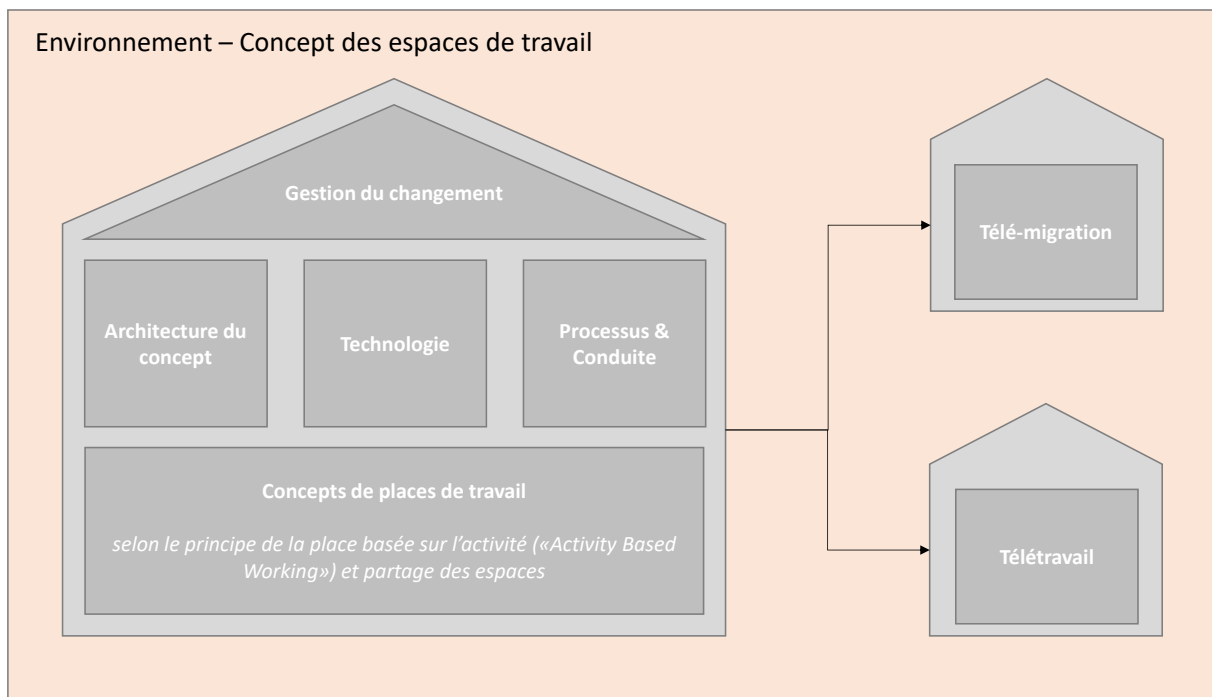 Environnement – Concept des espaces de travail
Gestion du changement
Architecture du
concept
Technologie
Processus &
Conduite
Concepts de places de travail
selon le principe de la place basée sur l'activité («Activity Based
Working») et partage des espaces
Télé-migration
Télétravail